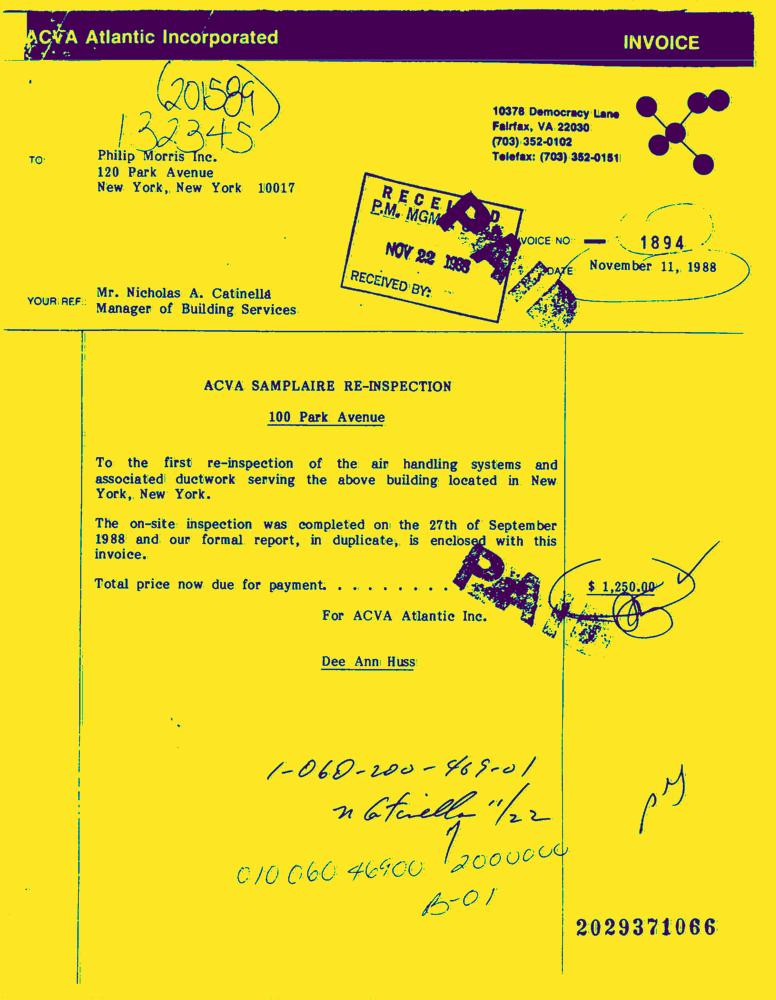 ACVA Atlantic Incorporated
INVOICE
201589
132345
10378 Democracy Lane
Fairfax, VA 22030
(703) 352-0102
Telefax: (703) 352-0151
TO:
Philip Morris Inc.
120 Park Avenue
New York, New York 10017
RECEIVED
P.M. MGM
NOV 22 1988
RECEIVED BY:
PAID
VOICE NO
1894
DATE
November 11, 1988
YOUR REF:
Mr. Nicholas A. Catinella
Manager of Building Services
ACVA SAMPLAIRE RE-INSPECTION
100 Park Avenue
To the first re-inspection of the air handling systems and
associated ductwork serving the above building located in New
York, New York.
The on-site inspection was completed on the 27th of September
1988 and our formal report, in duplicate, is enclosed with this
invoice.
Total price now due for payment. . . . . . . . . $ 1,250.00
PAID
For ACVA Atlantic Inc.
Dee Ann Huss
1-060-200-469-01
n Catinella 11/22
010 060 46900 2000000
B-01
2029371066